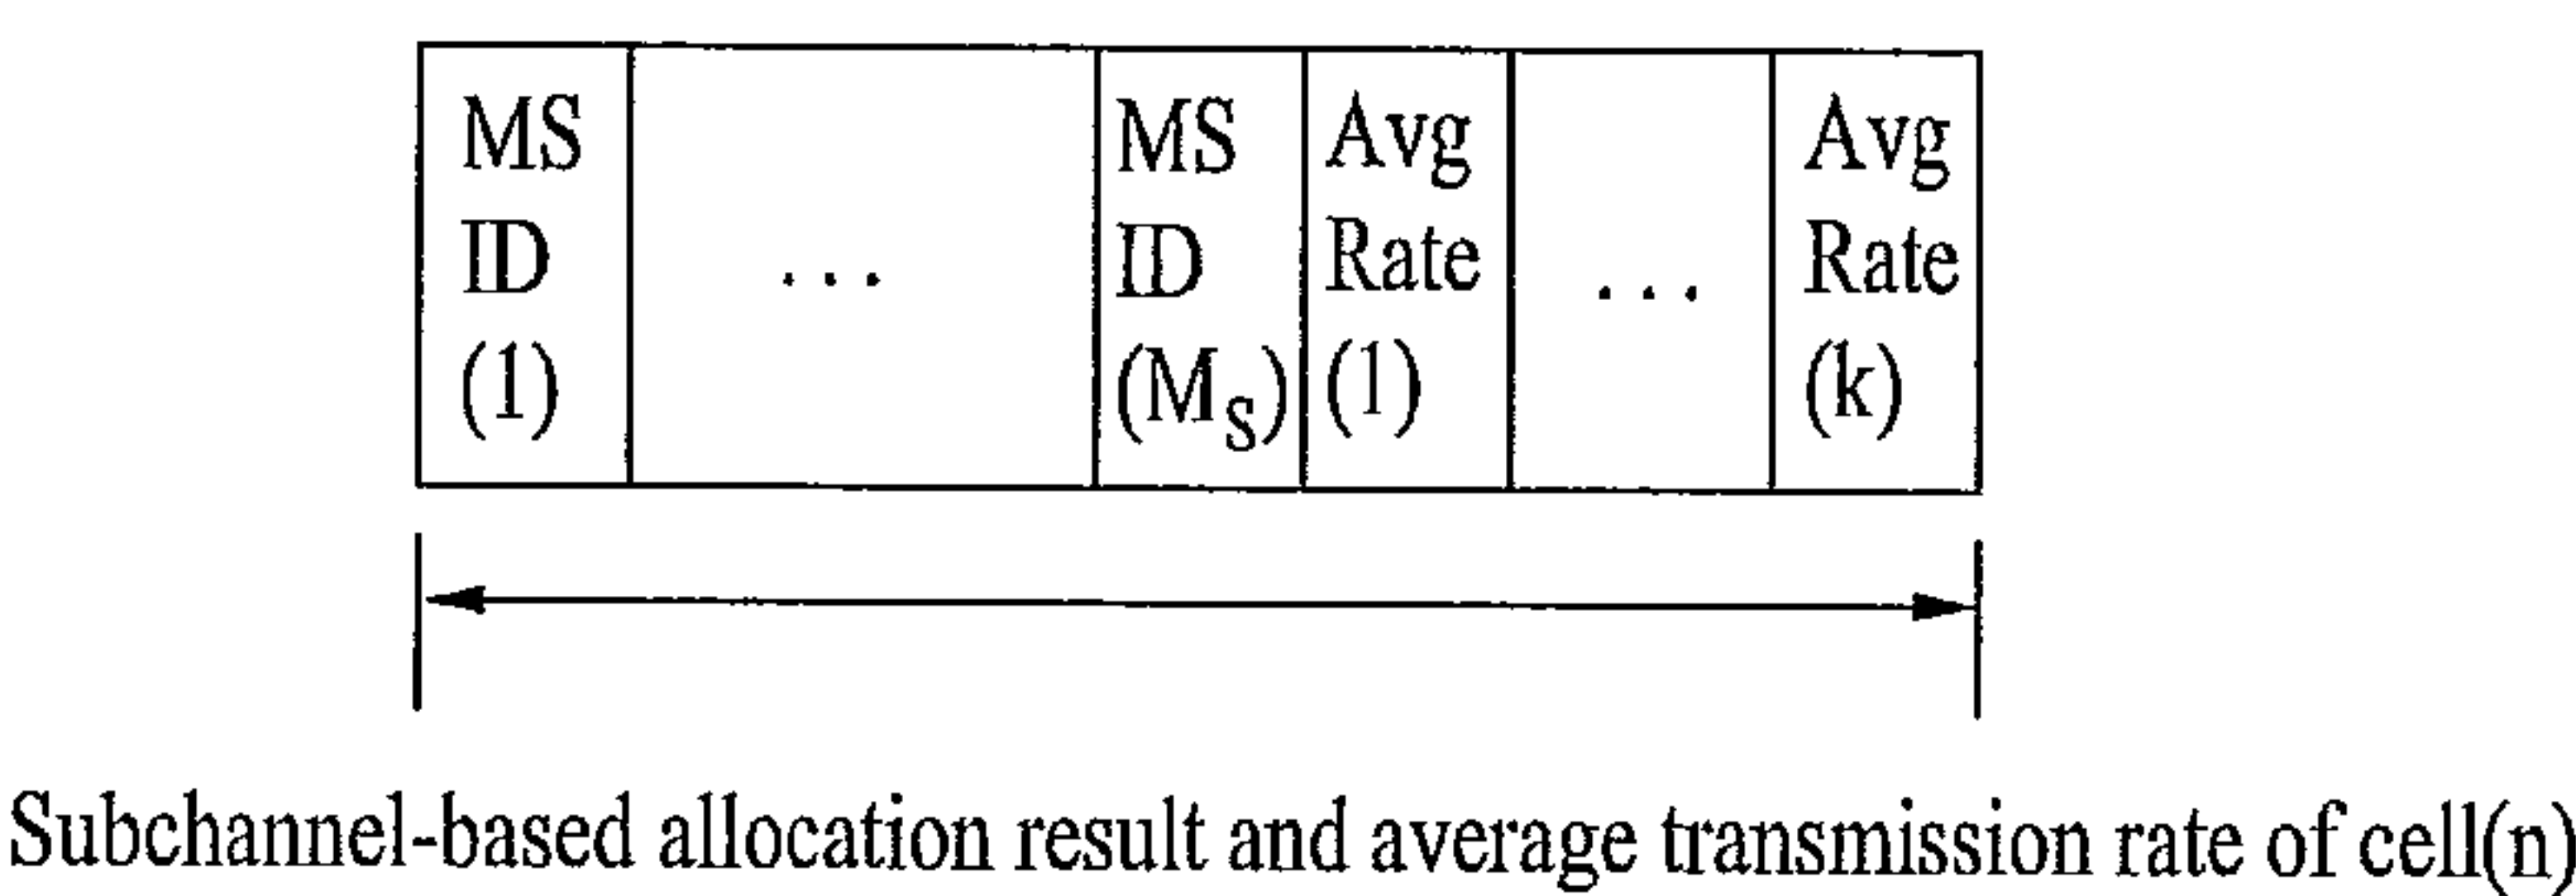 MS
ID
(1)
...
MS
ID
(Ms)
Avg
Rate
(1)
...
Avg
Rate
(k)
Subchannel-based allocation result and average transmission rate of cell(n)